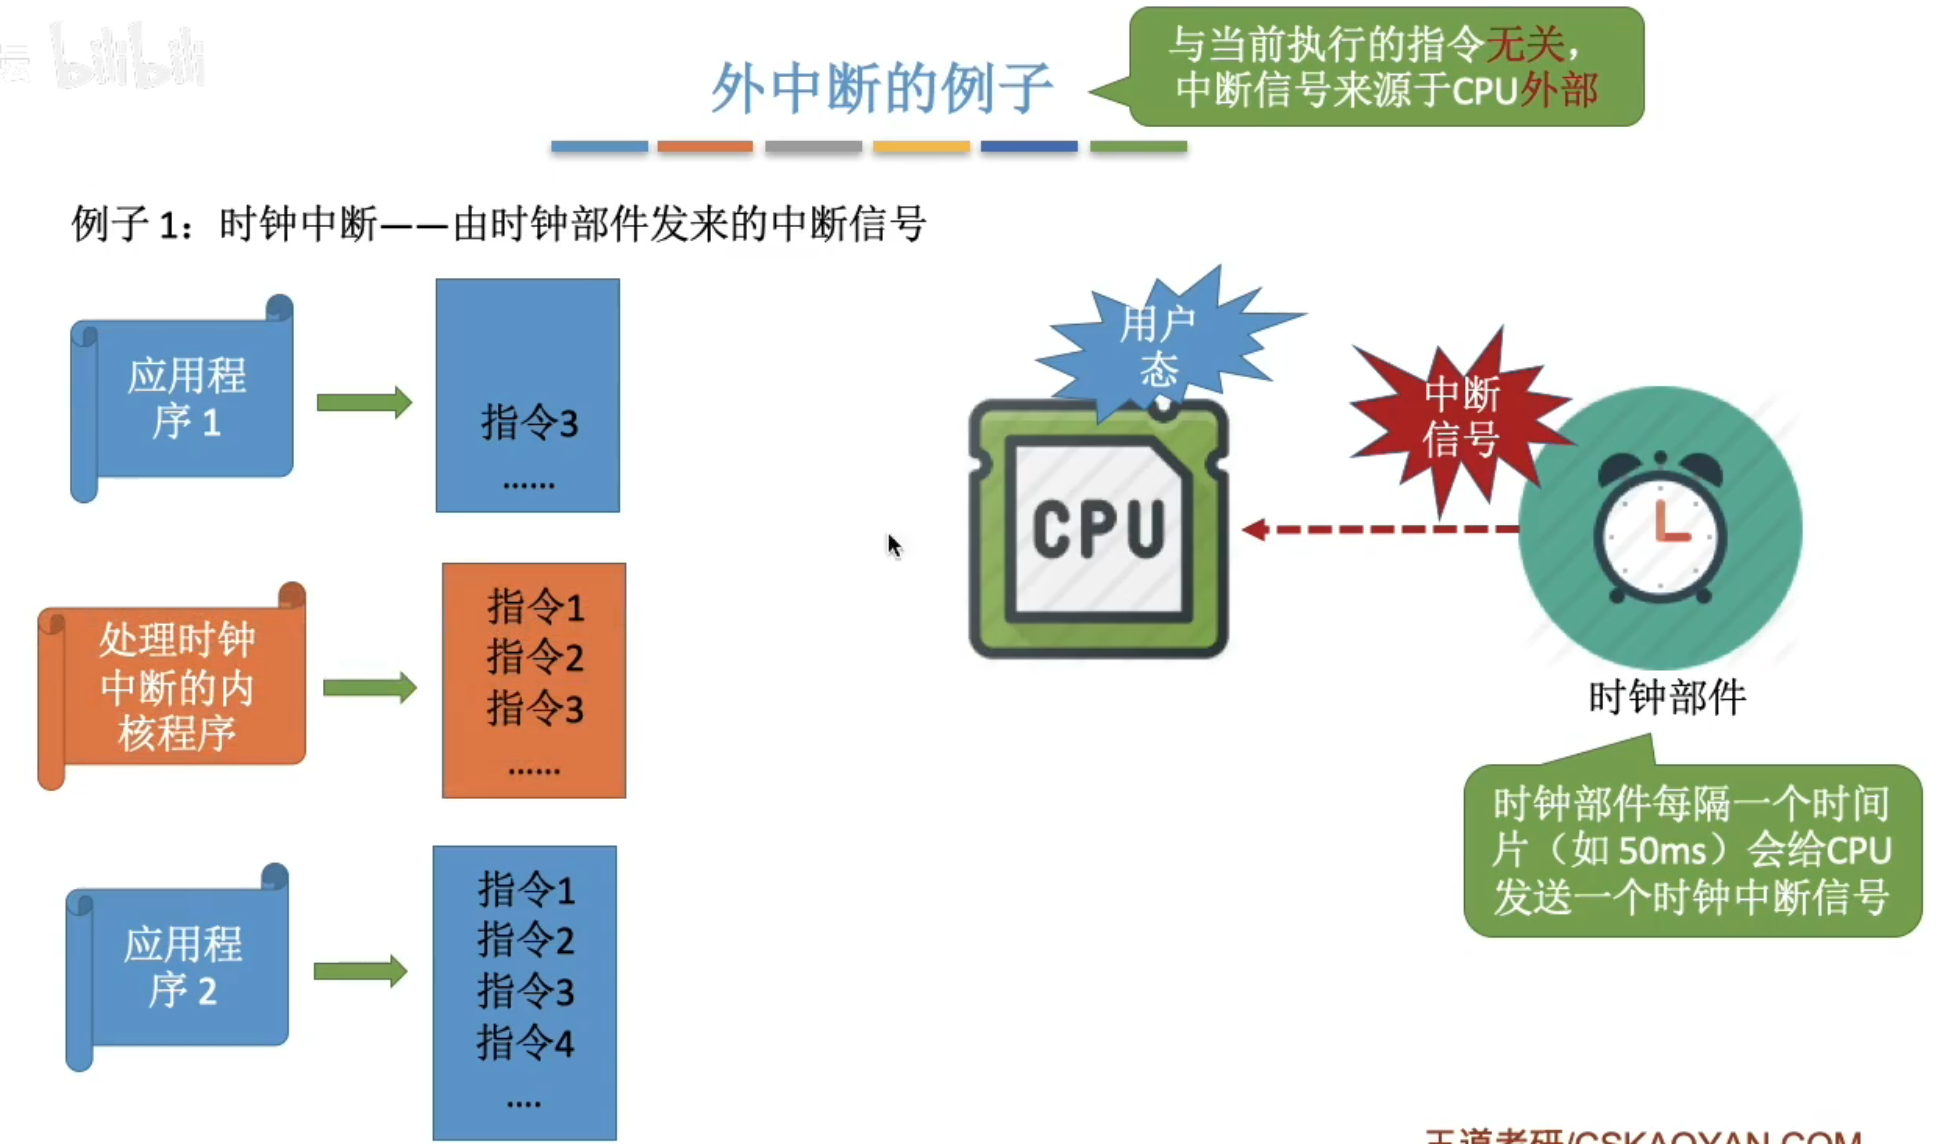 坛 bilibili
外中断的例子
与当前执行的指令无关,
中断信号来源于CPU外部
例子 1：时钟中断——由时钟部件发来的中断信号
应用程
序 1
指令3
......
用户
态
中断
信号
CPU
时钟部件
时钟部件每隔一个时间
片（如 50ms）会给CPU
发送一个时钟中断信号
处理时钟
中断的内
核程序
指令1
指令2
指令3
......
应用程
序 2
指令1
指令2
指令3
指令4
....
王道考研/CSKAOYAN.COM